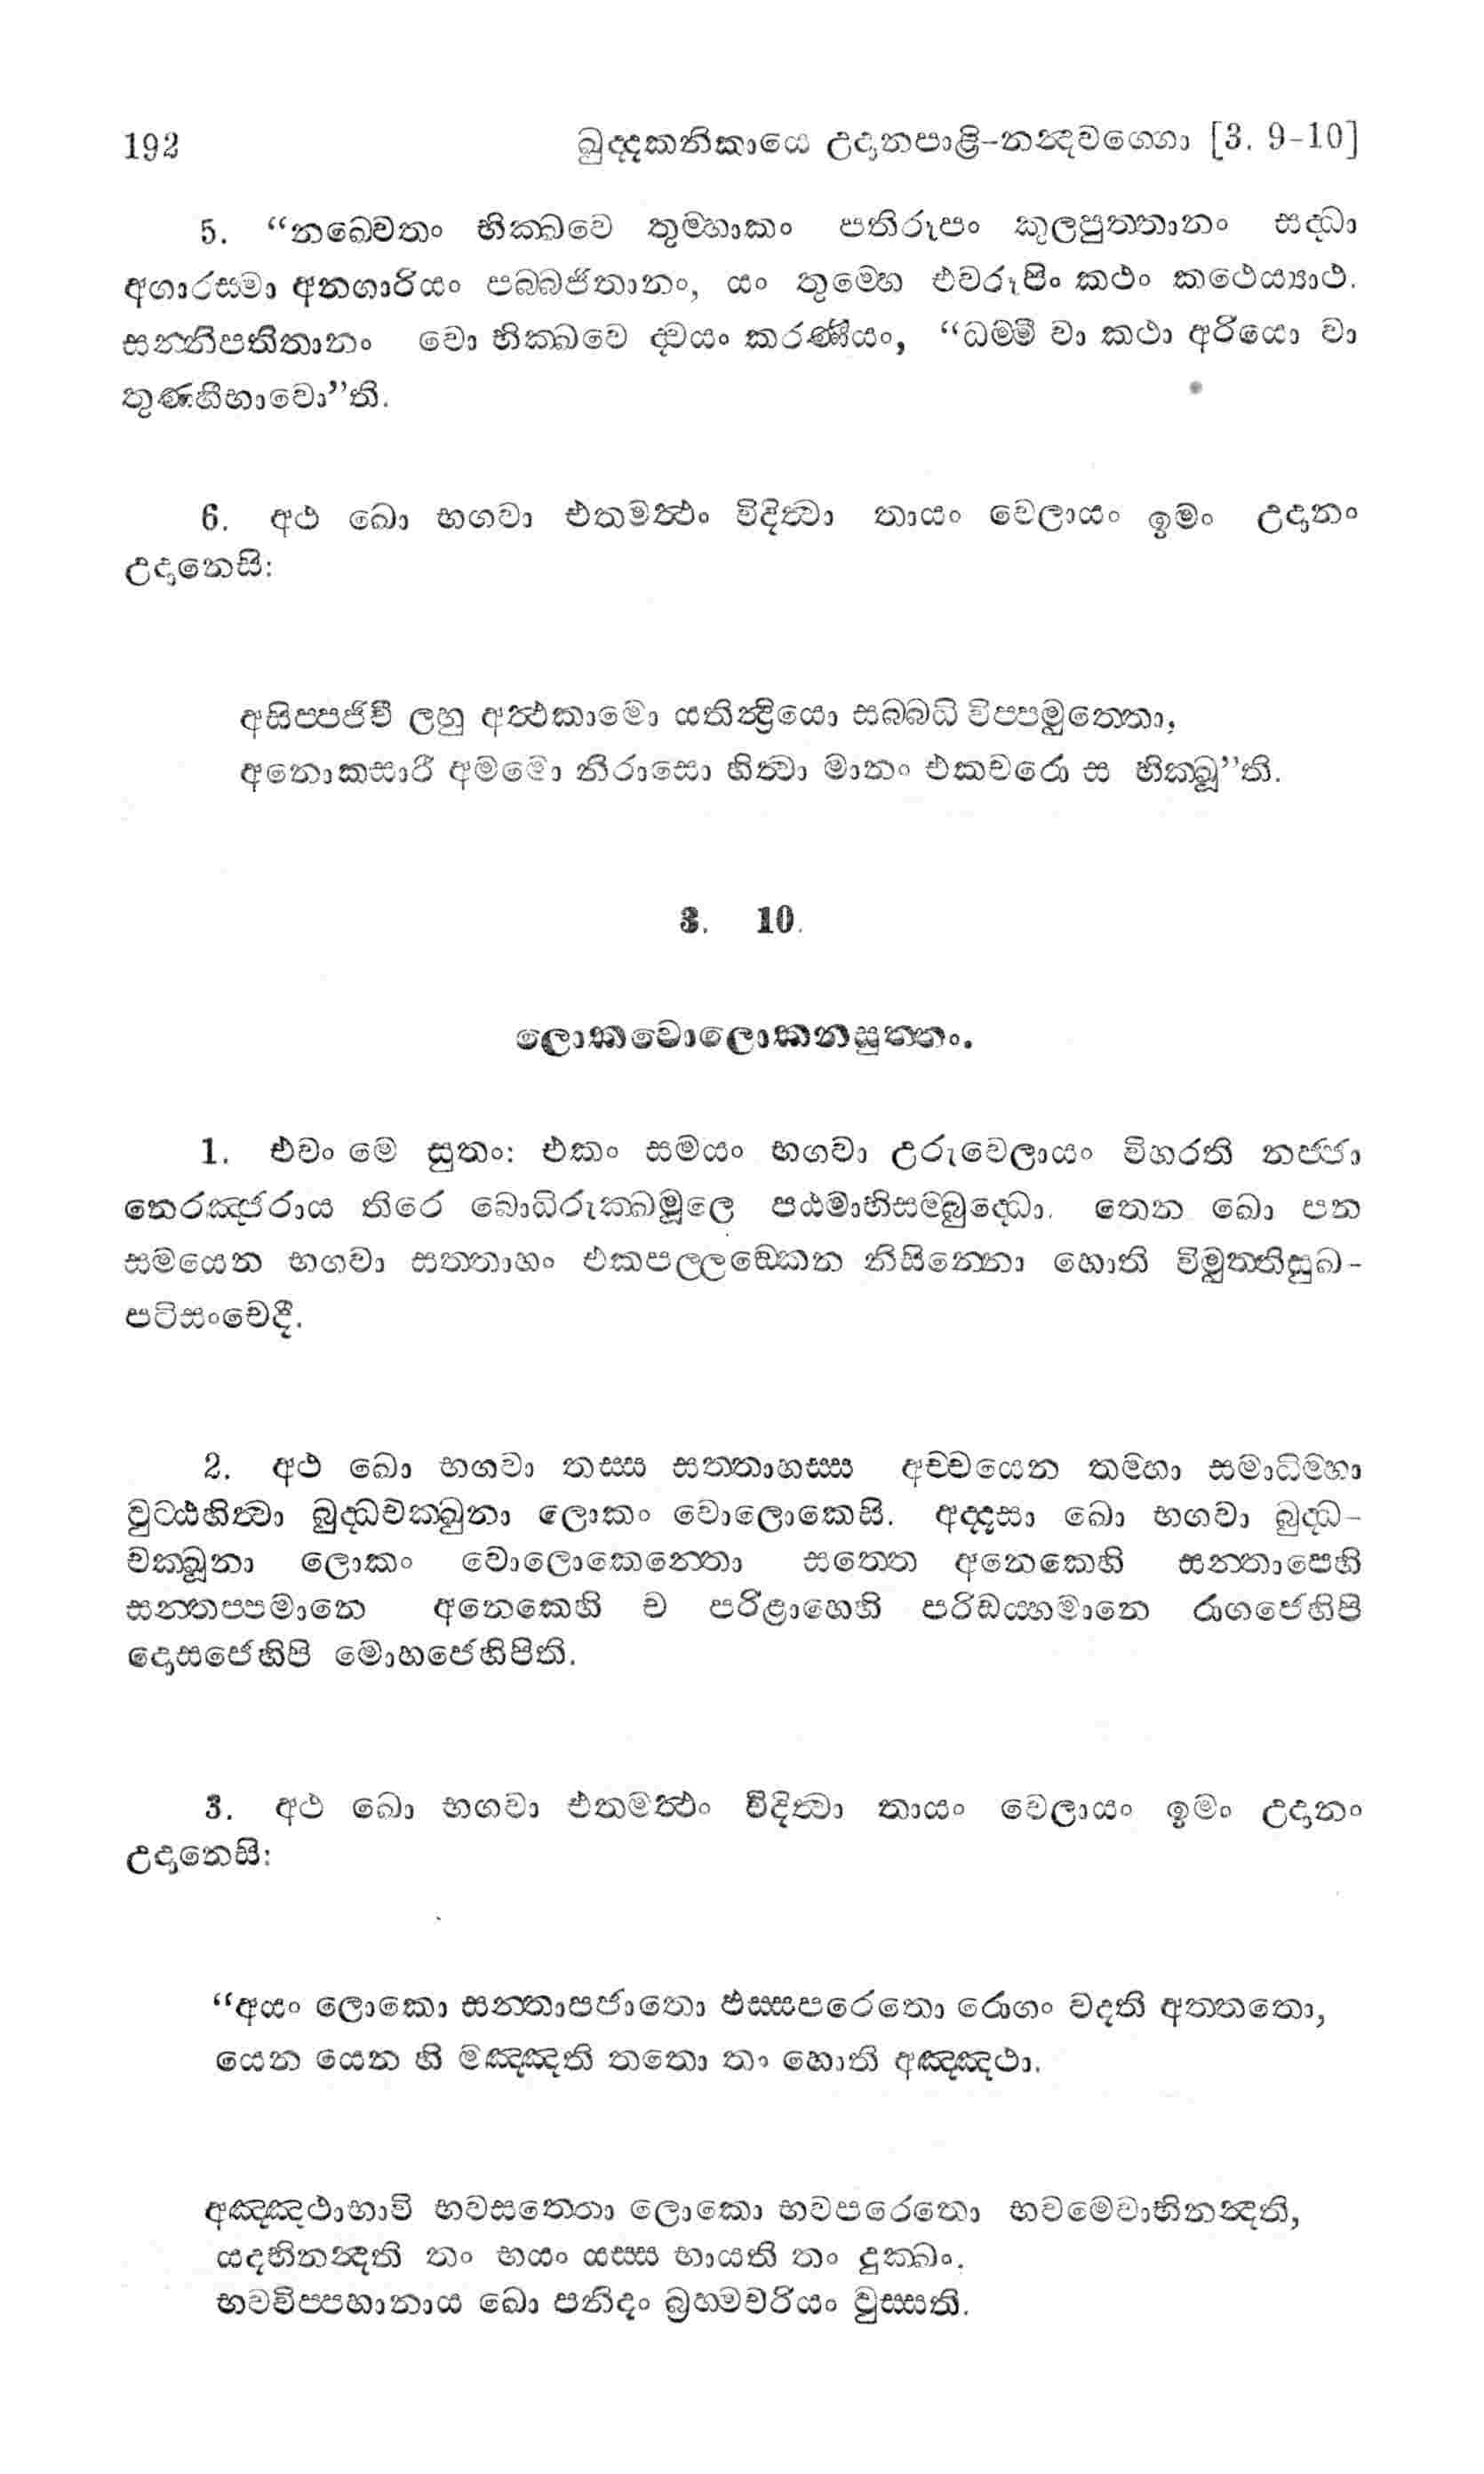 192 ඛුද්දකනිකායෙ උදානපාළි-නන්දවග්ගො [3. 9-10]
5. “නඛ්වෙතං භික්ඛවෙ තුම්හාකං පතිරූපං කුලපුත්තානං සද්ධා
අගාරස්මා අනගාරියං පබ්බජිතානං, යං තුම්හෙ එවරූපිං කථං කථෙය්‍යාථ.
සන්නිපතිතානං වො භික්ඛවෙ ද්වයං කරණීයං, “ධම්මී වා කථා අරියො වා
තුණ්හීභාවො”ති.
6. අථ ඛො භගවා එතමත්ථං විදිත්වා තායං වෙලායං ඉමං උදානං
උදානෙසි:
අසිප්පජීවී ලහු අත්ථකාමො යතින්ද්‍රියො සබ්බධි විප්පමුත්තො,
අනොකසාරී අමමො නිරාසො හිත්වා මානං එකචරො ස භික්ඛූ”ති.
3. 10.
ලොකවොලොකනසුත්තං.
1. එවං මෙ සුතං: එකං සමයං භගවා උරුවෙලායං විහරති නජ්ජා
නෙරඤ්ජරාය තීරෙ බොධිරුක්ඛමූලෙ පඨමාභිසම්බුද්ධො. තෙන ඛො පන
සමයෙන භගවා සත්තාහං එකපල්ලඞ්කෙන නිසින්නො හොති විමුත්තිසුඛ-
පටිසංවෙදී.
2. අථ ඛො භගවා තස්ස සත්තාහස්ස අච්චයෙන තම්හා සමාධිම්හා
වුට්ඨහිත්වා බුද්ධචක්ඛුනා ලොකං වොලොකෙසි. අද්දසා ඛො භගවා බුද්ධ-
චක්ඛූනා ලොකං වොලොකෙන්තො සත්තෙ අනෙකෙහි සන්තාපෙහි
සන්තප්පමානෙ අනෙකෙහි ච පරිළාහෙහි පරිඩය්හමානෙ රාගජෙහිපි
දොසජෙහිපි මොහජෙහිපිති.
3. අථ ඛො භගවා එතමත්ථං විදිත්වා තායං වෙලායං ඉමං උදානං
උදානෙසි:
“අයං ලොකො සන්තාපජාතො ඵස්සපරෙතො රොගං වදති අත්තතො,
යෙන යෙන හි මඤ්ඤති තතො තං හොති අඤ්ඤථා.
අඤ්ඤථාභාවි භවසත්තො ලොකො භවපරෙතො භවමෙවාභිනන්දති,
යදභිනන්දති තං භයං යස්ස භායති තං දුක්ඛං.
භවවිප්පහානාය ඛො පනිදං බ්‍රහ්මචරියං වුස්සති.